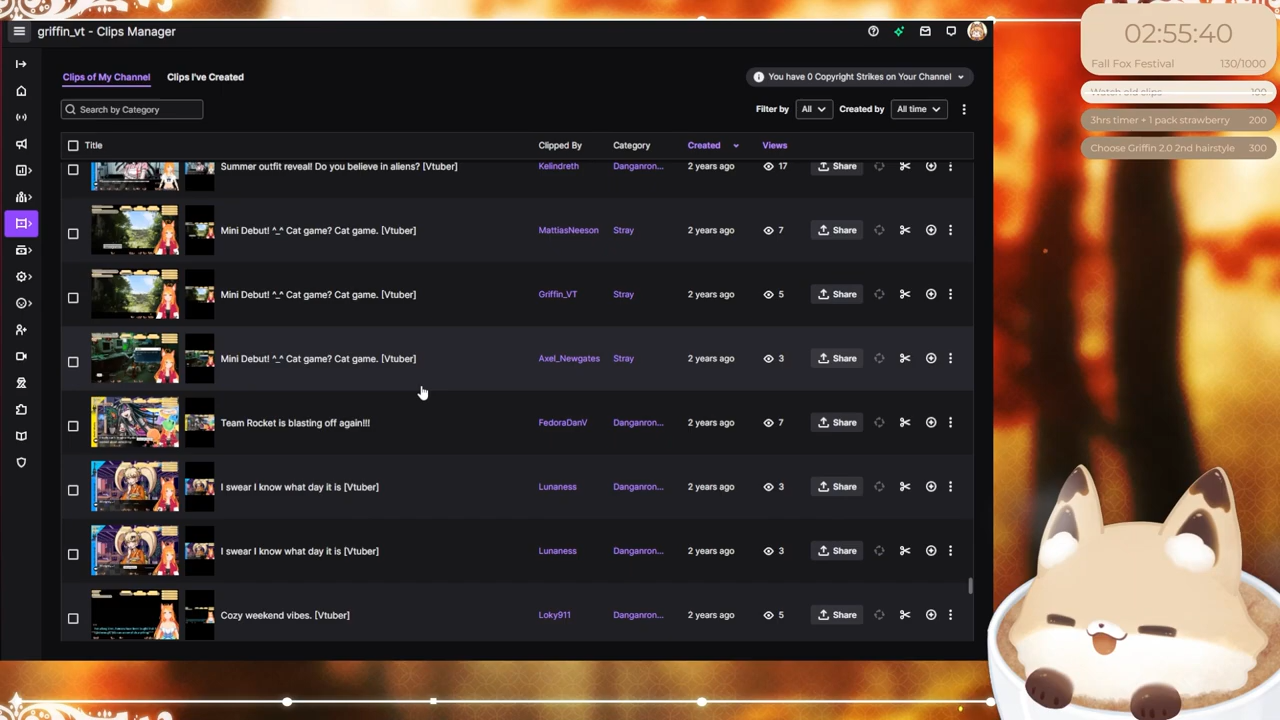 griffin_vt - Clips Manager
02:55:40
Fall Fox Festival 130/1000
Watch old clips 100
3hrs timer + 1 pack strawberry 200
Choose Griffin 2.0 2nd hairstyle 300
Clips of My Channel Clips I've Created
You have 0 Copyright Strikes on Your Channel
Search by Category
Filter by All Created by All time
Title Clipped By Category Created Views
Summer outfit reveal! Do you believe in aliens? [Vtuber] Kelindreth Danganron... 2 years ago 17 Share
Mini Debut! ^_^ Cat game? Cat game. [Vtuber] MattiasNeeson Stray 2 years ago 7 Share
Mini Debut! ^_^ Cat game? Cat game. [Vtuber] Griffin_VT Stray 2 years ago 5 Share
Mini Debut! ^_^ Cat game? Cat game. [Vtuber] Axel_Newgates Stray 2 years ago 3 Share
Team Rocket is blasting off again!!! FedoraDanV Danganron... 2 years ago 7 Share
I swear I know what day it is [Vtuber] Lunaness Danganron... 2 years ago 3 Share
I swear I know what day it is [Vtuber] Lunaness Danganron... 2 years ago 3 Share
Cozy weekend vibes. [Vtuber] Loky911 Danganron... 2 years ago 5 Share